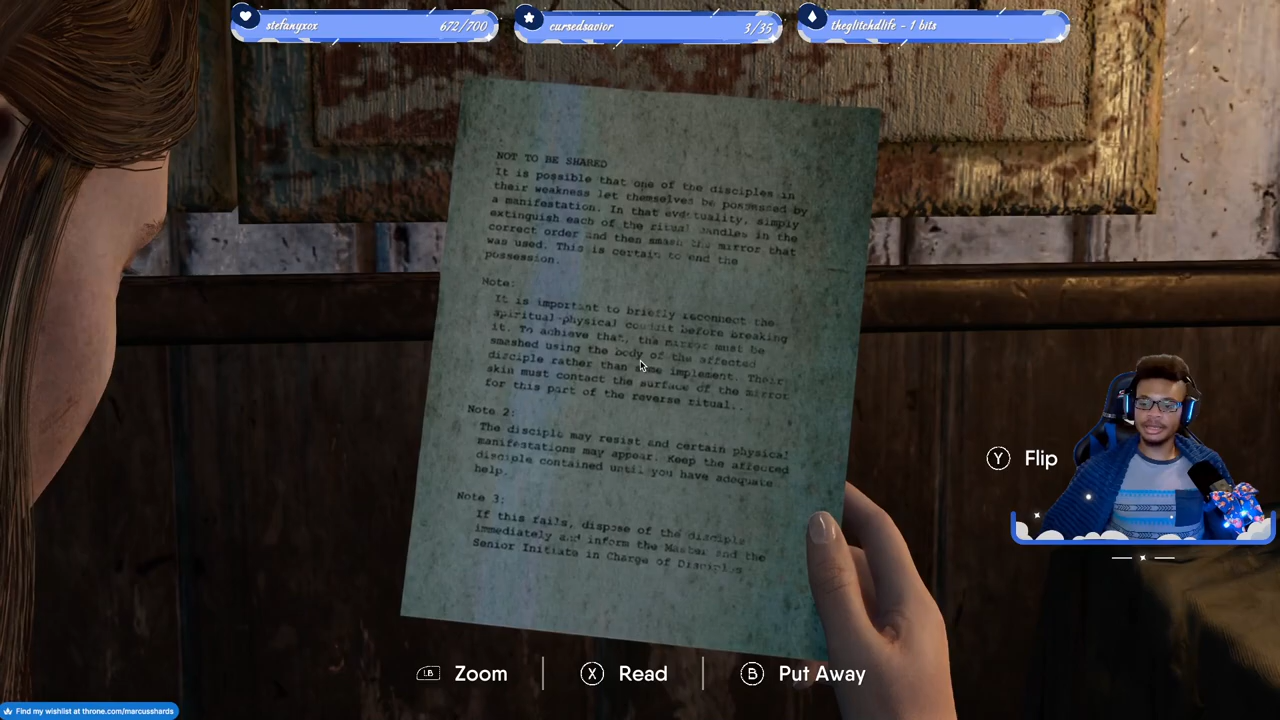 stefanyxox 672/700
cursedsavior 3/35
theglitchdlife - 1 bits
NOT TO BE SHARED
It is possible that one of the disciples in
their weakness let themselves be possessed by
a manifestation. In that eventuality, simply
extinguish each of the ritual candles in the
correct order and then smash the mirror that
was used. This is certain to end the
possession.
Note:
It is important to briefly reconnect the
spiritual-physical conduit before breaking
it. To achieve that, the mirror must be
smashed using the body of the affected
disciple rather than some implement. Their
skin must contact the surface of the mirror
for this part of the reverse ritual..
Note 2:
The disciple may resist and certain physical
manifestations may appear. Keep the affected
disciple contained until you have adequate
help.
Note 3:
If this fails, dispose of the disciple
immediately and inform the Master and the
Senior Initiate in Charge of Disciples
Y Flip
LB Zoom
X Read
B Put Away
Find my wishlist at throne.com/marcusshards